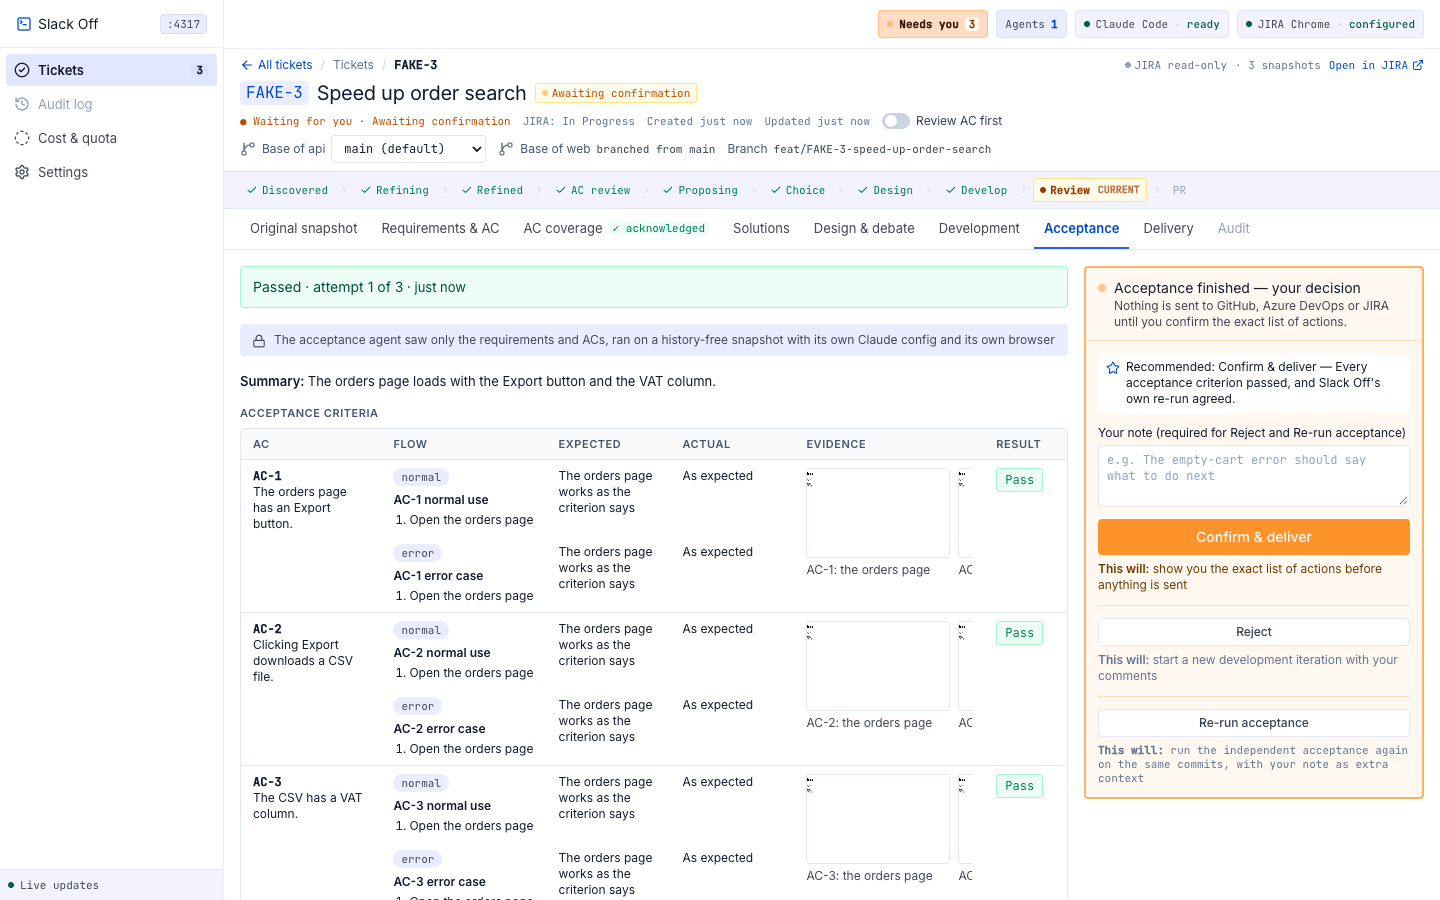 Slack Off
:4317
Needs you 3
Agents 1
Claude Code · ready
JIRA Chrome · configured
Tickets 3
Audit log
Cost & quota
Settings
All tickets / Tickets / FAKE-3
JIRA read-only · 3 snapshots Open in JIRA
FAKE-3 Speed up order search Awaiting confirmation
Waiting for you · Awaiting confirmation JIRA: In Progress Created just now Updated just now Review AC first
Base of api main (default) Base of web branched from main Branch feat/FAKE-3-speed-up-order-search
Discovered Refining Refined AC review Proposing Choice Design Develop Review CURRENT PR
Original snapshot Requirements & AC AC coverage ✓ acknowledged Solutions Design & debate Development Acceptance Delivery Audit
Passed · attempt 1 of 3 · just now
The acceptance agent saw only the requirements and ACs, ran on a history-free snapshot with its own Claude config and its own browser
Summary: The orders page loads with the Export button and the VAT column.
ACCEPTANCE CRITERIA
AC FLOW EXPECTED ACTUAL EVIDENCE RESULT
AC-1
The orders page
has an Export
button.
normal
AC-1 normal use
1. Open the orders page
The orders page
works as the
criterion says
As expected
error
AC-1 error case
1. Open the orders page
The orders page
works as the
criterion says
As expected
AC-1: the orders page
AC
Pass
AC-2
Clicking Export
downloads a CSV
file.
normal
AC-2 normal use
1. Open the orders page
The orders page
works as the
criterion says
As expected
error
AC-2 error case
1. Open the orders page
The orders page
works as the
criterion says
As expected
AC-2: the orders page
AC
Pass
AC-3
The CSV has a VAT
column.
normal
AC-3 normal use
1. Open the orders page
The orders page
works as the
criterion says
As expected
error
AC-3 error case
1. Open the orders page
The orders page
works as the
criterion says
As expected
AC-3: the orders page
AC
Pass
Acceptance finished — your decision
Nothing is sent to GitHub, Azure DevOps or JIRA
until you confirm the exact list of actions.
Recommended: Confirm & deliver — Every
acceptance criterion passed, and Slack Off's
own re-run agreed.
Your note (required for Reject and Re-run acceptance)
e.g. The empty-cart error should say
what to do next
Confirm & deliver
This will: show you the exact list of actions before
anything is sent
Reject
This will: start a new development iteration with your
comments
Re-run acceptance
This will: run the independent acceptance again
on the same commits, with your note as extra
context
Live updates